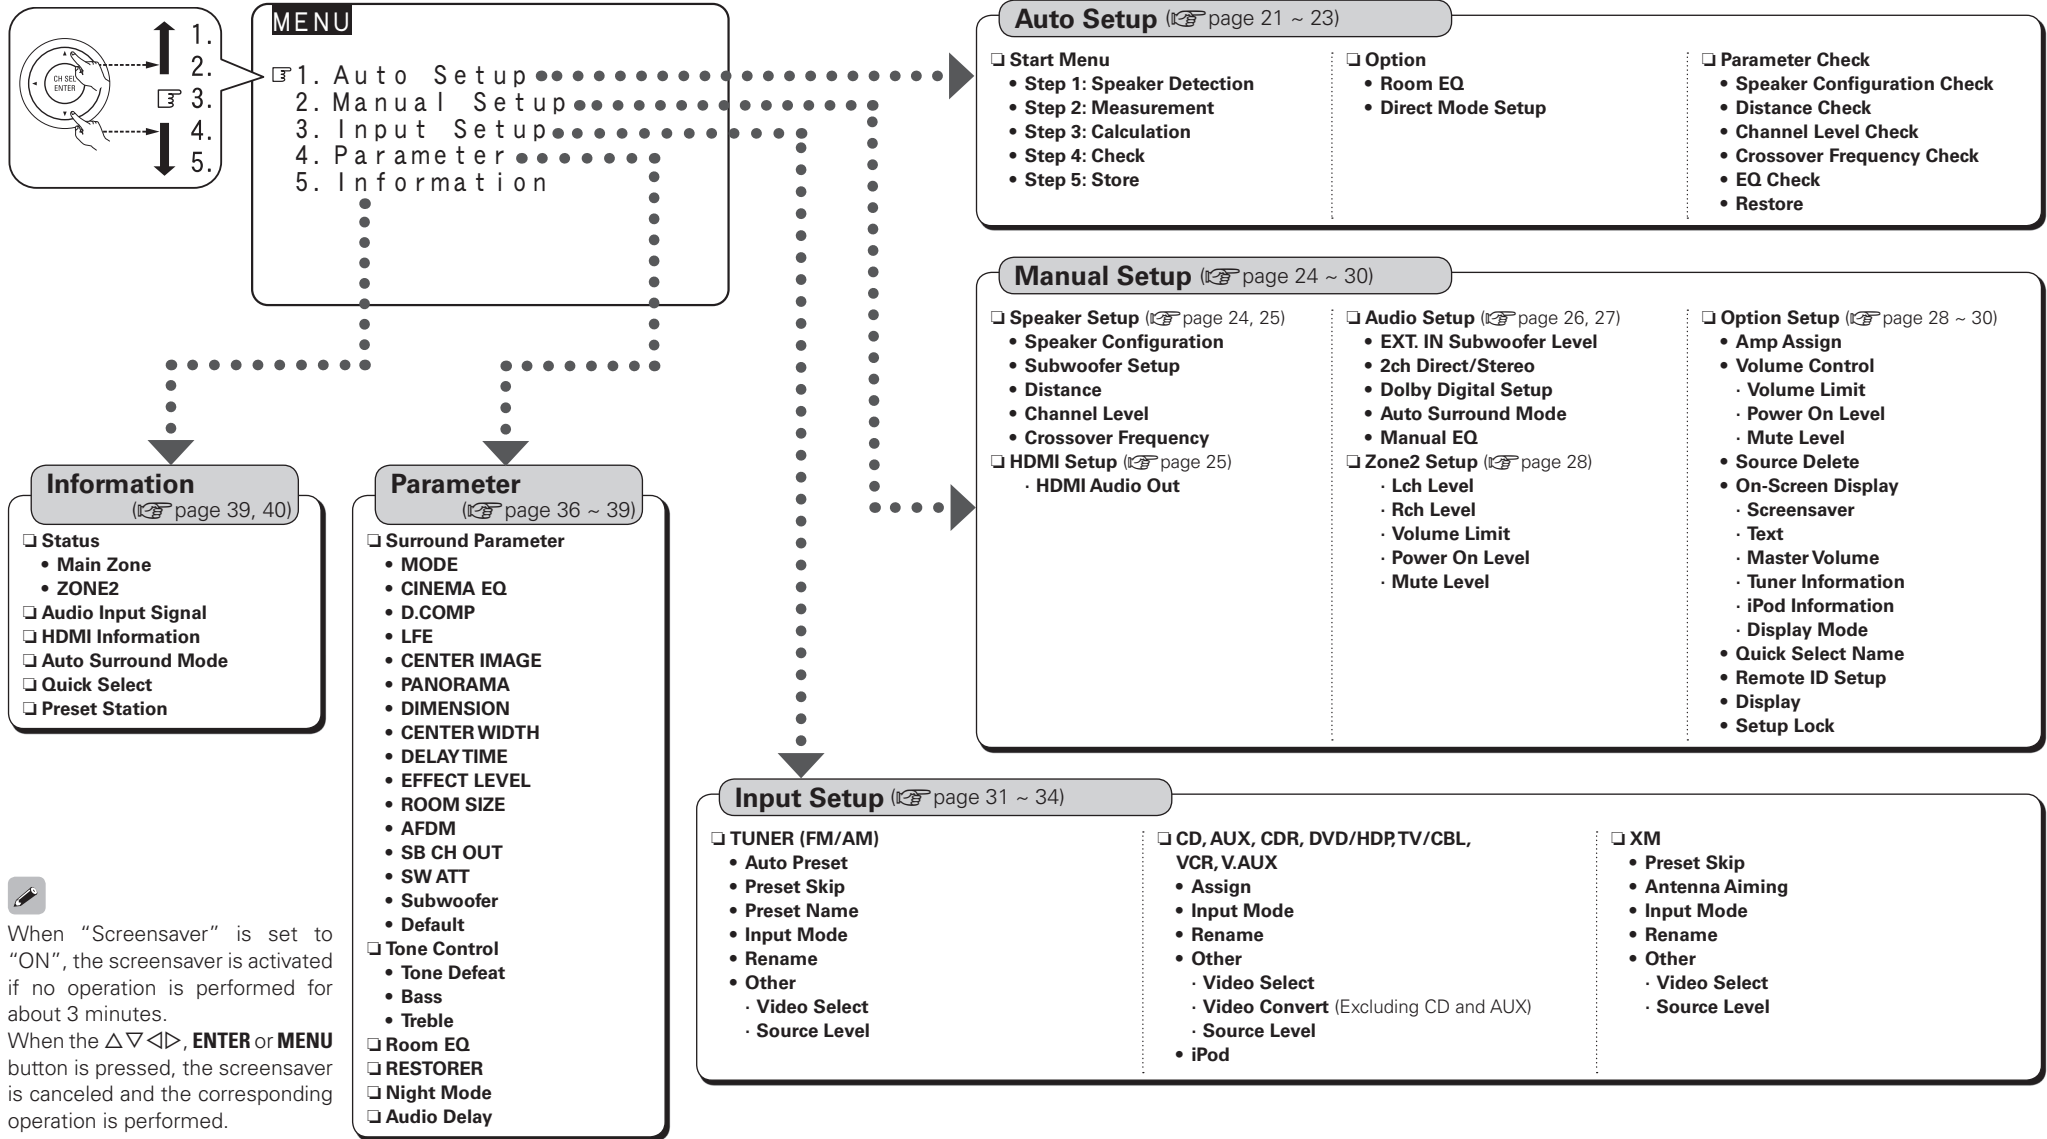 1.
2.
3.
4.
5.
CH SEL
ENTER
MENU
☞1. Auto Setup
2. Manual Setup
3. Input Setup
4. Parameter
5. Information
Auto Setup (☞page 21 ~ 23)
❏ Start Menu
• Step 1: Speaker Detection
• Step 2: Measurement
• Step 3: Calculation
• Step 4: Check
• Step 5: Store
❏ Option
• Room EQ
• Direct Mode Setup
❏ Parameter Check
• Speaker Configuration Check
• Distance Check
• Channel Level Check
• Crossover Frequency Check
• EQ Check
• Restore
Manual Setup (☞page 24 ~ 30)
❏ Speaker Setup (☞page 24, 25)
• Speaker Configuration
• Subwoofer Setup
• Distance
• Channel Level
• Crossover Frequency
❏ HDMI Setup (☞page 25)
· HDMI Audio Out
❏ Audio Setup (☞page 26, 27)
• EXT. IN Subwoofer Level
• 2ch Direct/Stereo
• Dolby Digital Setup
• Auto Surround Mode
• Manual EQ
❏ Zone2 Setup (☞page 28)
· Lch Level
· Rch Level
· Volume Limit
· Power On Level
· Mute Level
❏ Option Setup (☞page 28 ~ 30)
• Amp Assign
• Volume Control
· Volume Limit
· Power On Level
· Mute Level
• Source Delete
• On-Screen Display
· Screensaver
· Text
· Master Volume
· Tuner Information
· iPod Information
· Display Mode
• Quick Select Name
• Remote ID Setup
• Display
• Setup Lock
Information
(☞page 39, 40)
❏ Status
• Main Zone
• ZONE2
❏ Audio Input Signal
❏ HDMI Information
❏ Auto Surround Mode
❏ Quick Select
❏ Preset Station
Parameter
(☞page 36 ~ 39)
❏ Surround Parameter
• MODE
• CINEMA EQ
• D.COMP
• LFE
• CENTER IMAGE
• PANORAMA
• DIMENSION
• CENTER WIDTH
• DELAY TIME
• EFFECT LEVEL
• ROOM SIZE
• AFDM
• SB CH OUT
• SW ATT
• Subwoofer
• Default
❏ Tone Control
• Tone Defeat
• Bass
• Treble
❏ Room EQ
❏ RESTORER
❏ Night Mode
❏ Audio Delay
Input Setup (☞page 31 ~ 34)
❏ TUNER (FM/AM)
• Auto Preset
• Preset Skip
• Preset Name
• Input Mode
• Rename
• Other
· Video Select
· Source Level
❏ CD, AUX, CDR, DVD/HDP, TV/CBL,
VCR, V.AUX
• Assign
• Input Mode
• Rename
• Other
· Video Select
· Video Convert (Excluding CD and AUX)
· Source Level
• iPod
❏ XM
• Preset Skip
• Antenna Aiming
• Input Mode
• Rename
• Other
· Video Select
· Source Level
When “Screensaver” is set to
“ON”, the screensaver is activated
if no operation is performed for
about 3 minutes.
When the △▽◁▷, ENTER or MENU
button is pressed, the screensaver
is canceled and the corresponding
operation is performed.